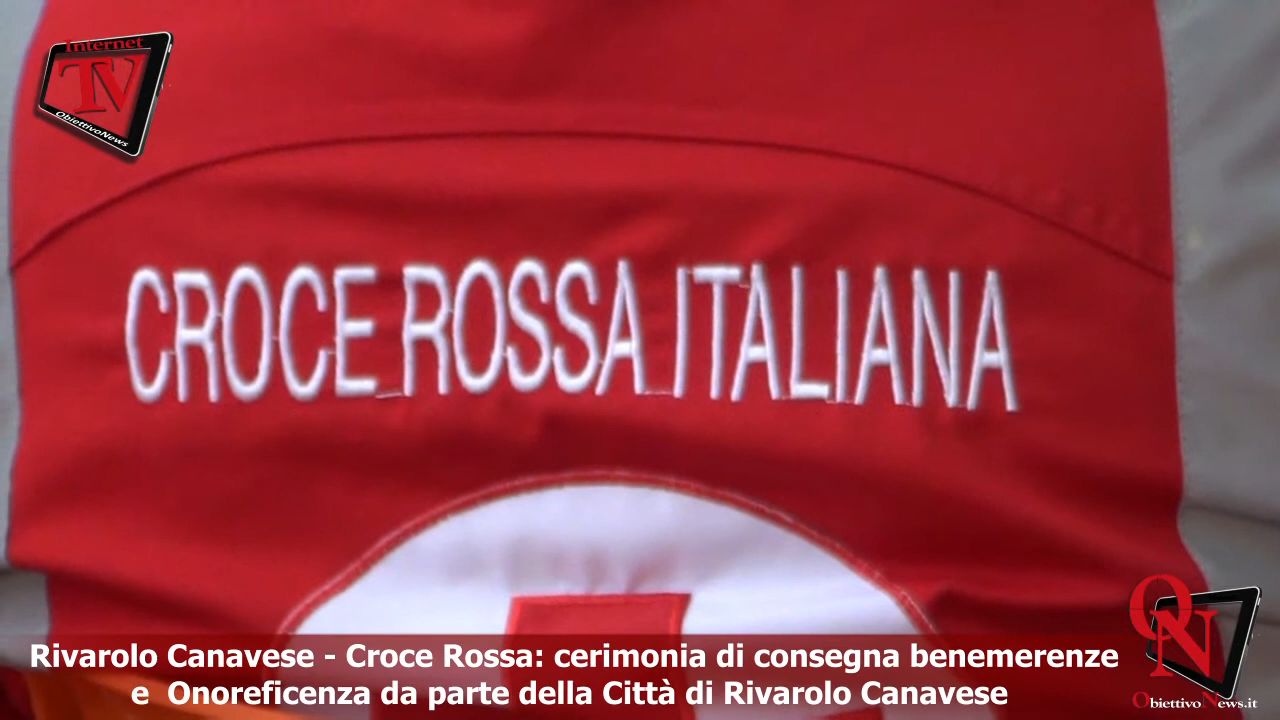 Internet
TV
ObiettivoNews
CROCE ROSSA ITALIANA
Rivarolo Canavese - Croce Rossa: cerimonia di consegna benemerenze
e Onoreficenza da parte della Città di Rivarolo Canavese
ON
ObiettivoNews.it